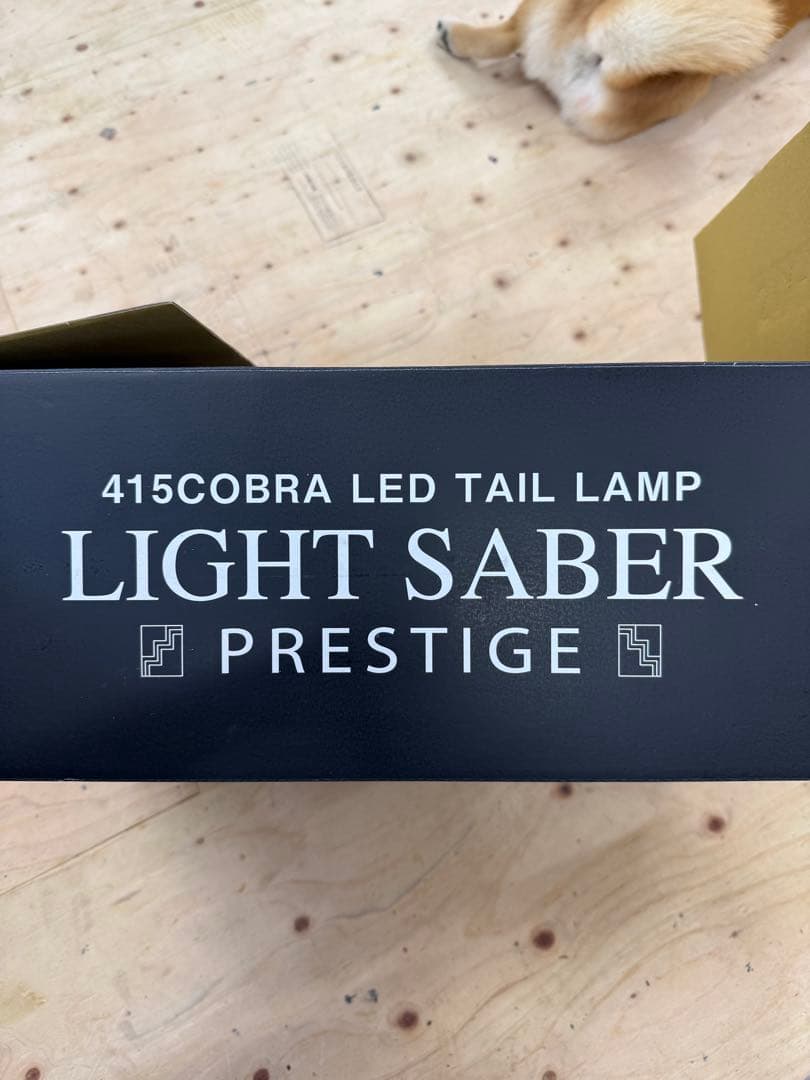 415COBRA LED TAIL LAMP
LIGHT SABER
PRESTIGE